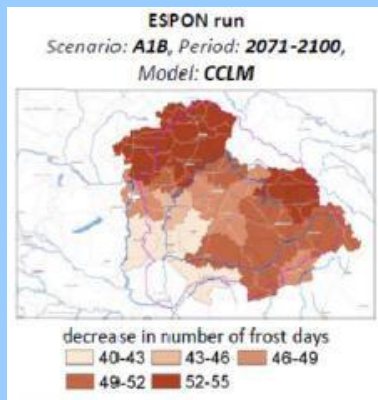 ESPON run
Scenario: A1B, Period: 2071-2100,
Model: CCLM
decrease in number of frost days
40-43 43-46 46-49
49-52 52-55